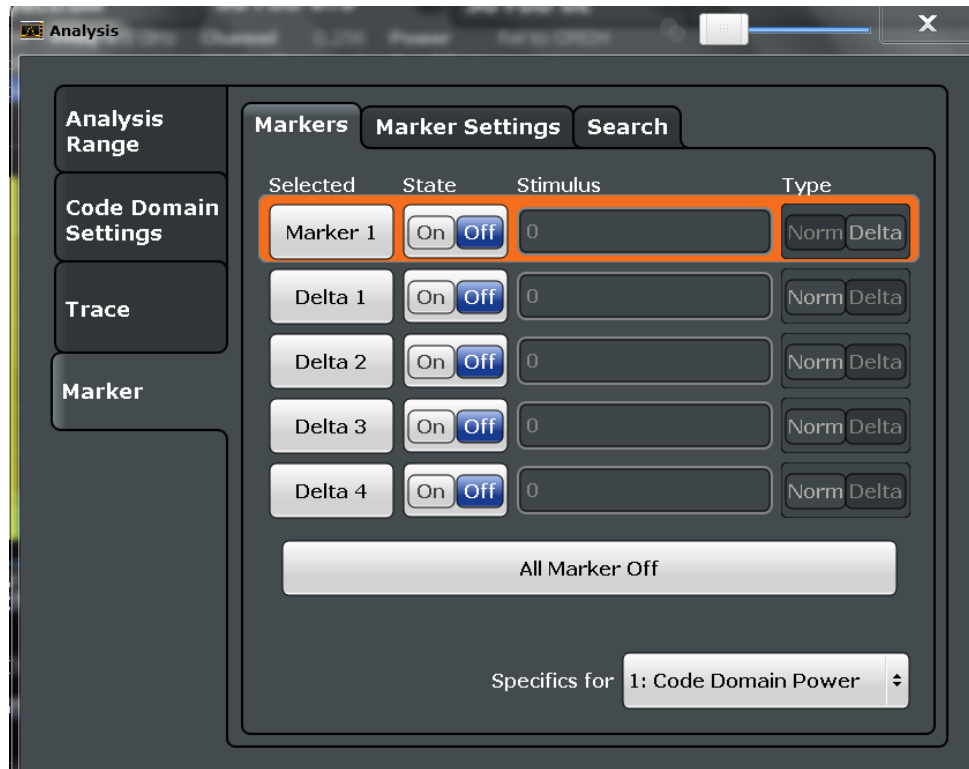 Analysis
Analysis
Range
Code Domain
Settings
Trace
Marker
Markers Marker Settings Search
Selected State Stimulus Type
Marker 1 On Off 0 Norm Delta
Delta 1 On Off 0 Norm Delta
Delta 2 On Off 0 Norm Delta
Delta 3 On Off 0 Norm Delta
Delta 4 On Off 0 Norm Delta
All Marker Off
Specifics for 1: Code Domain Power